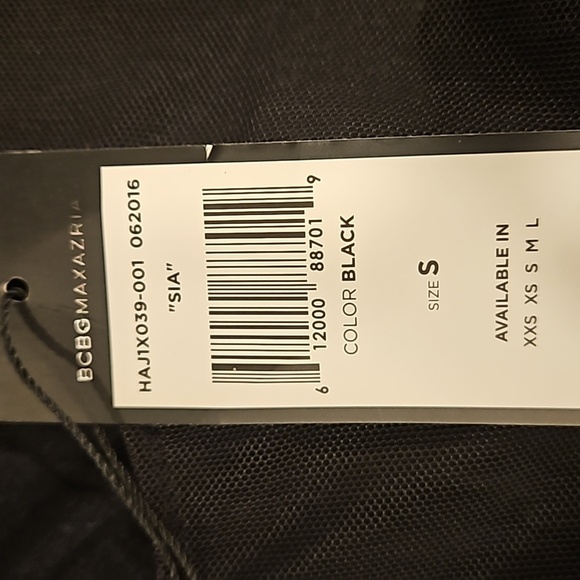 BCBGMAXAZRIA
HAJ1X039-001 062016
"SIA"
6 12000 88701 9
COLOR BLACK
SIZE S
AVAILABLE IN
XXS XS S M L